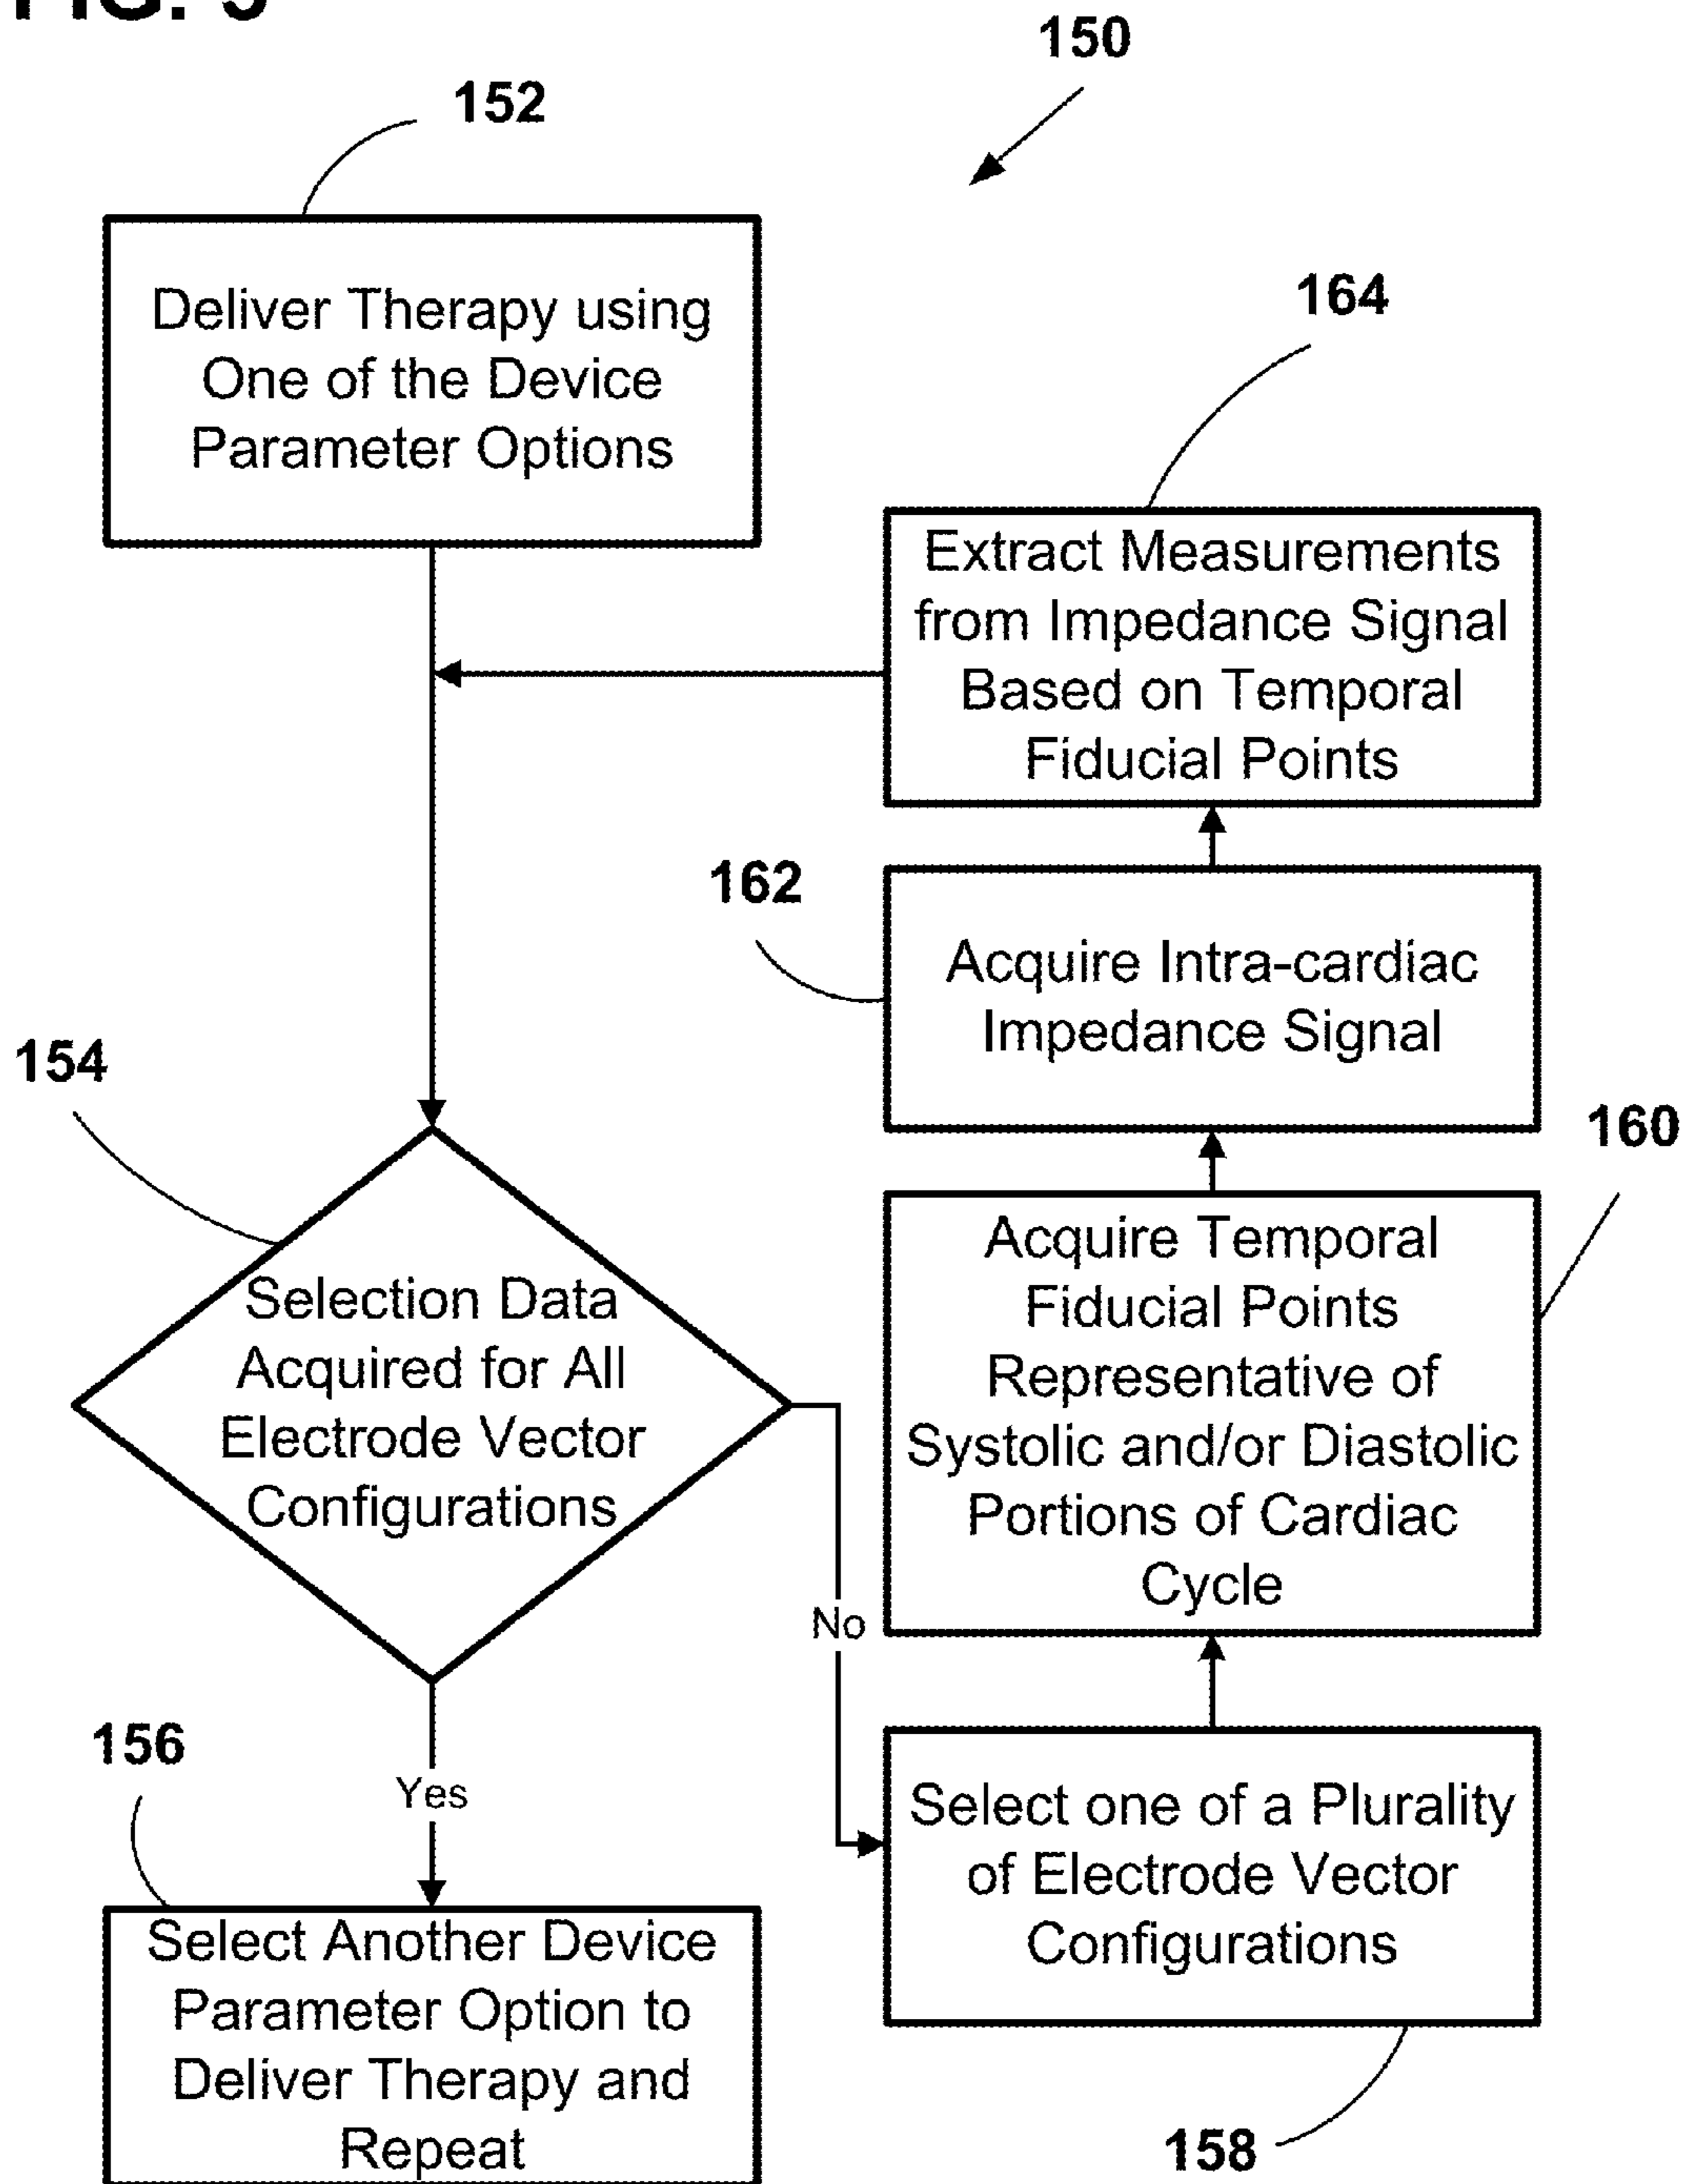 FIG.
150
152
Deliver Therapy using
One of the Device
Parameter Options
164
Extract Measurements
from Impedance Signal
Based on Temporal
Fiducial Points
162
Acquire Intra-cardiac
Impedance Signal
154
160
Selection Data
Acquired for All
Electrode Vector
Configurations
Acquire Temporal
Fiducial Points
Representative of
Systolic and/or Diastolic
Portions of Cardiac
Cycle
No
Yes
156
Select Another Device
Parameter Option to
Deliver Therapy and
Repeat
Select one of a Plurality
of Electrode Vector
Configurations
158